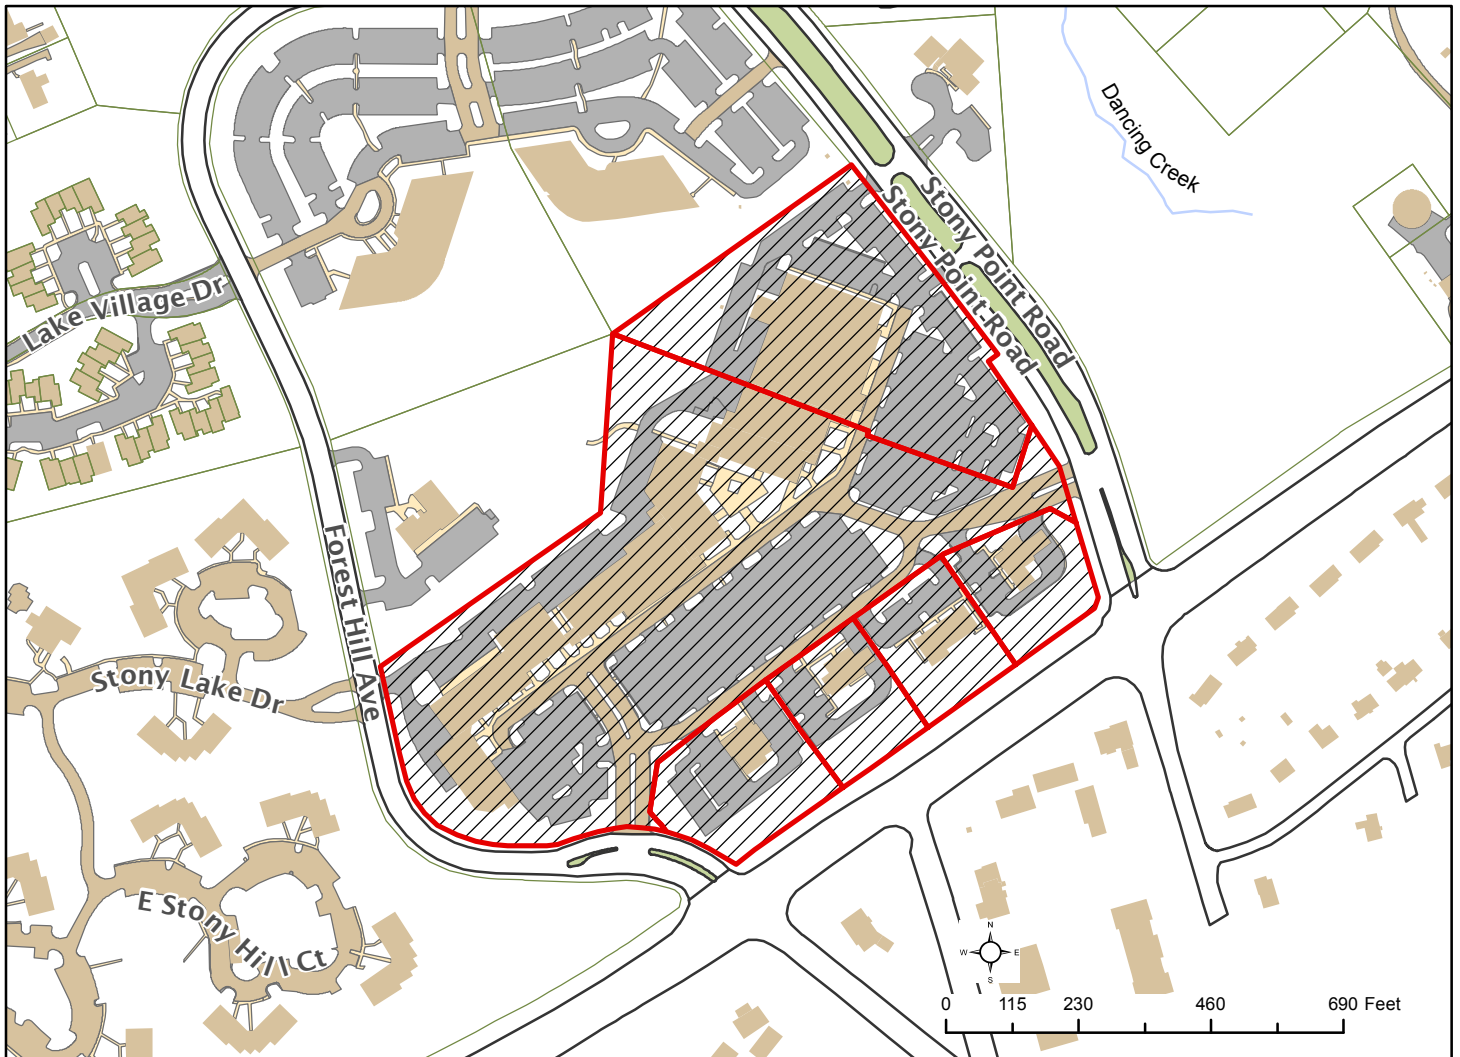 Dancing Creek
Stony Point Road
Stony Point Road
Lake Village Dr
Forest Hill Ave
Stony Lake Dr
E Stony Hill Ct
N
W E
S
0 115 230 460 690 Feet